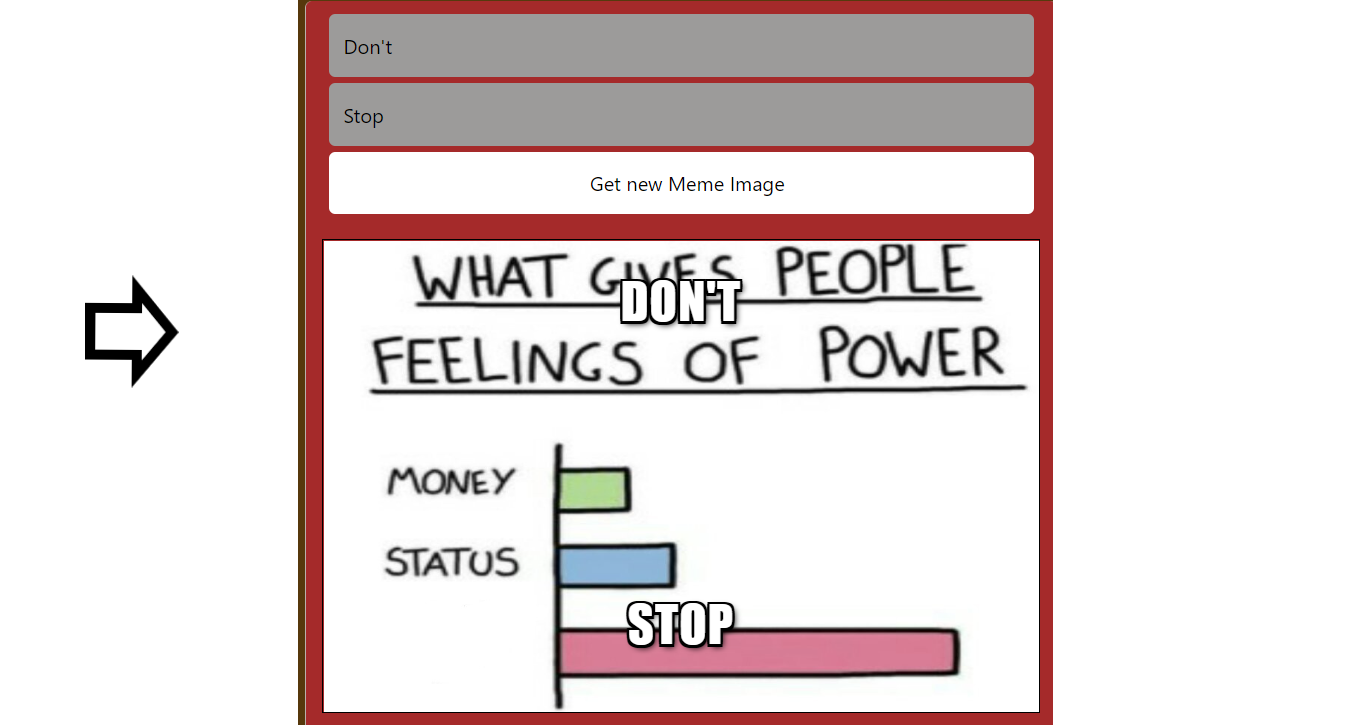 Don't
Stop
Get new Meme Image
WHAT GIVES PEOPLE
DON'T
FEELINGS OF POWER
MONEY
STATUS
STOP